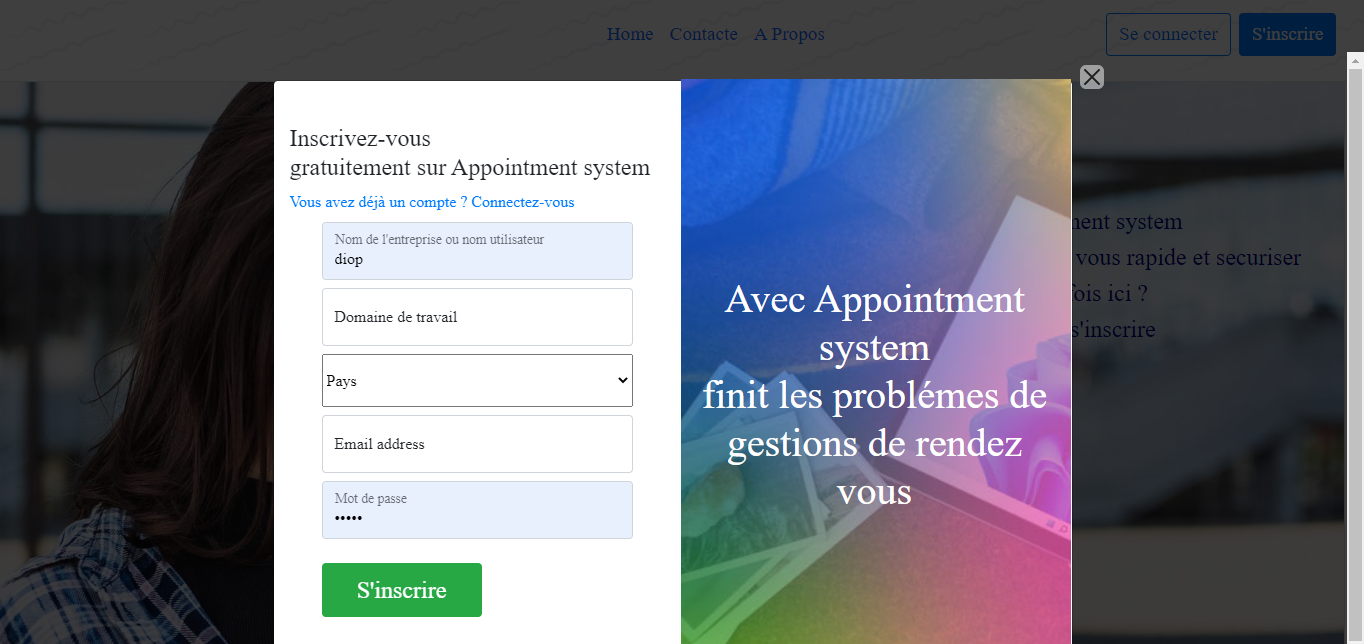 Home Contacte A Propos Se connecter S'inscrire
Inscrivez-vous
gratuitement sur Appointment system
Vous avez déjà un compte ? Connectez-vous
Nom de l'entreprise ou nom utilisateur
diop
Domaine de travail
Pays
Email address
Mot de passe
•••••
S'inscrire
Avec Appointment
system
finit les problémes de
gestions de rendez
vous
system
vous rapide et securiser
fois ici ?
s'inscrire